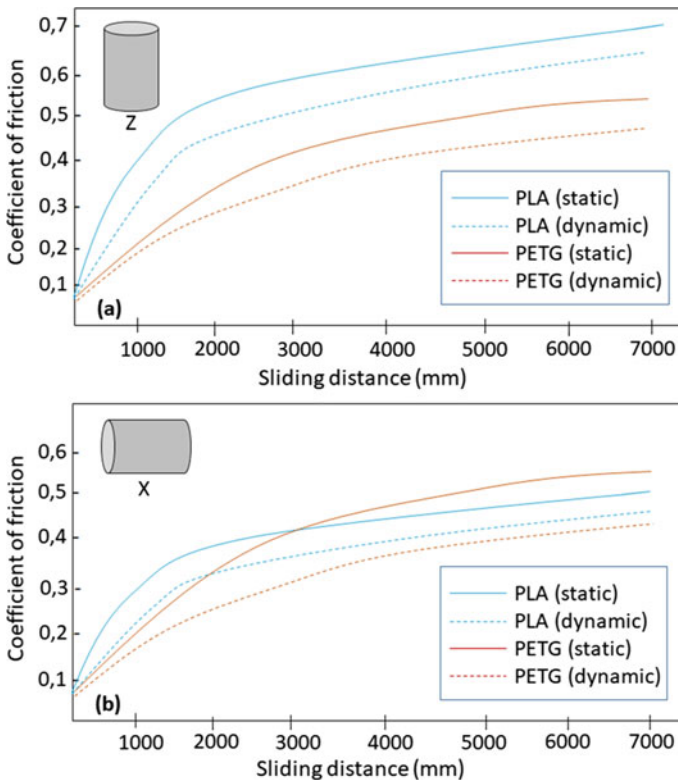 0,7
0,6
0,5
0,4
0,3
0,2
0,1
Coefficient of friction
Z
PLA (static)
PLA (dynamic)
PETG (static)
PETG (dynamic)
(a)
1000 2000 3000 4000 5000 6000 7000
Sliding distance (mm)
0,6
0,5
0,4
0,3
0,2
0,1
Coefficient of friction
X
PLA (static)
PLA (dynamic)
PETG (static)
PETG (dynamic)
(b)
1000 2000 3000 4000 5000 6000 7000
Sliding distance (mm)